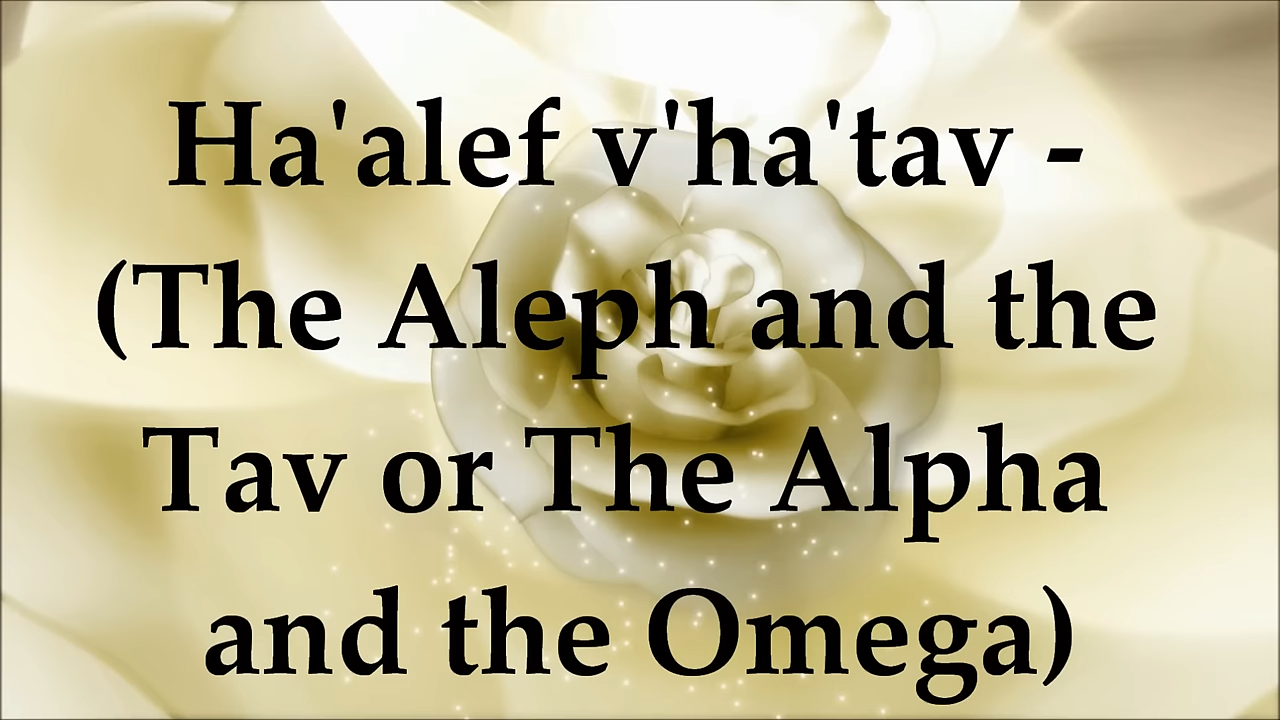 Ha'alef v'ha'tav -
(The Aleph and the
Tav or The Alpha
and the Omega)